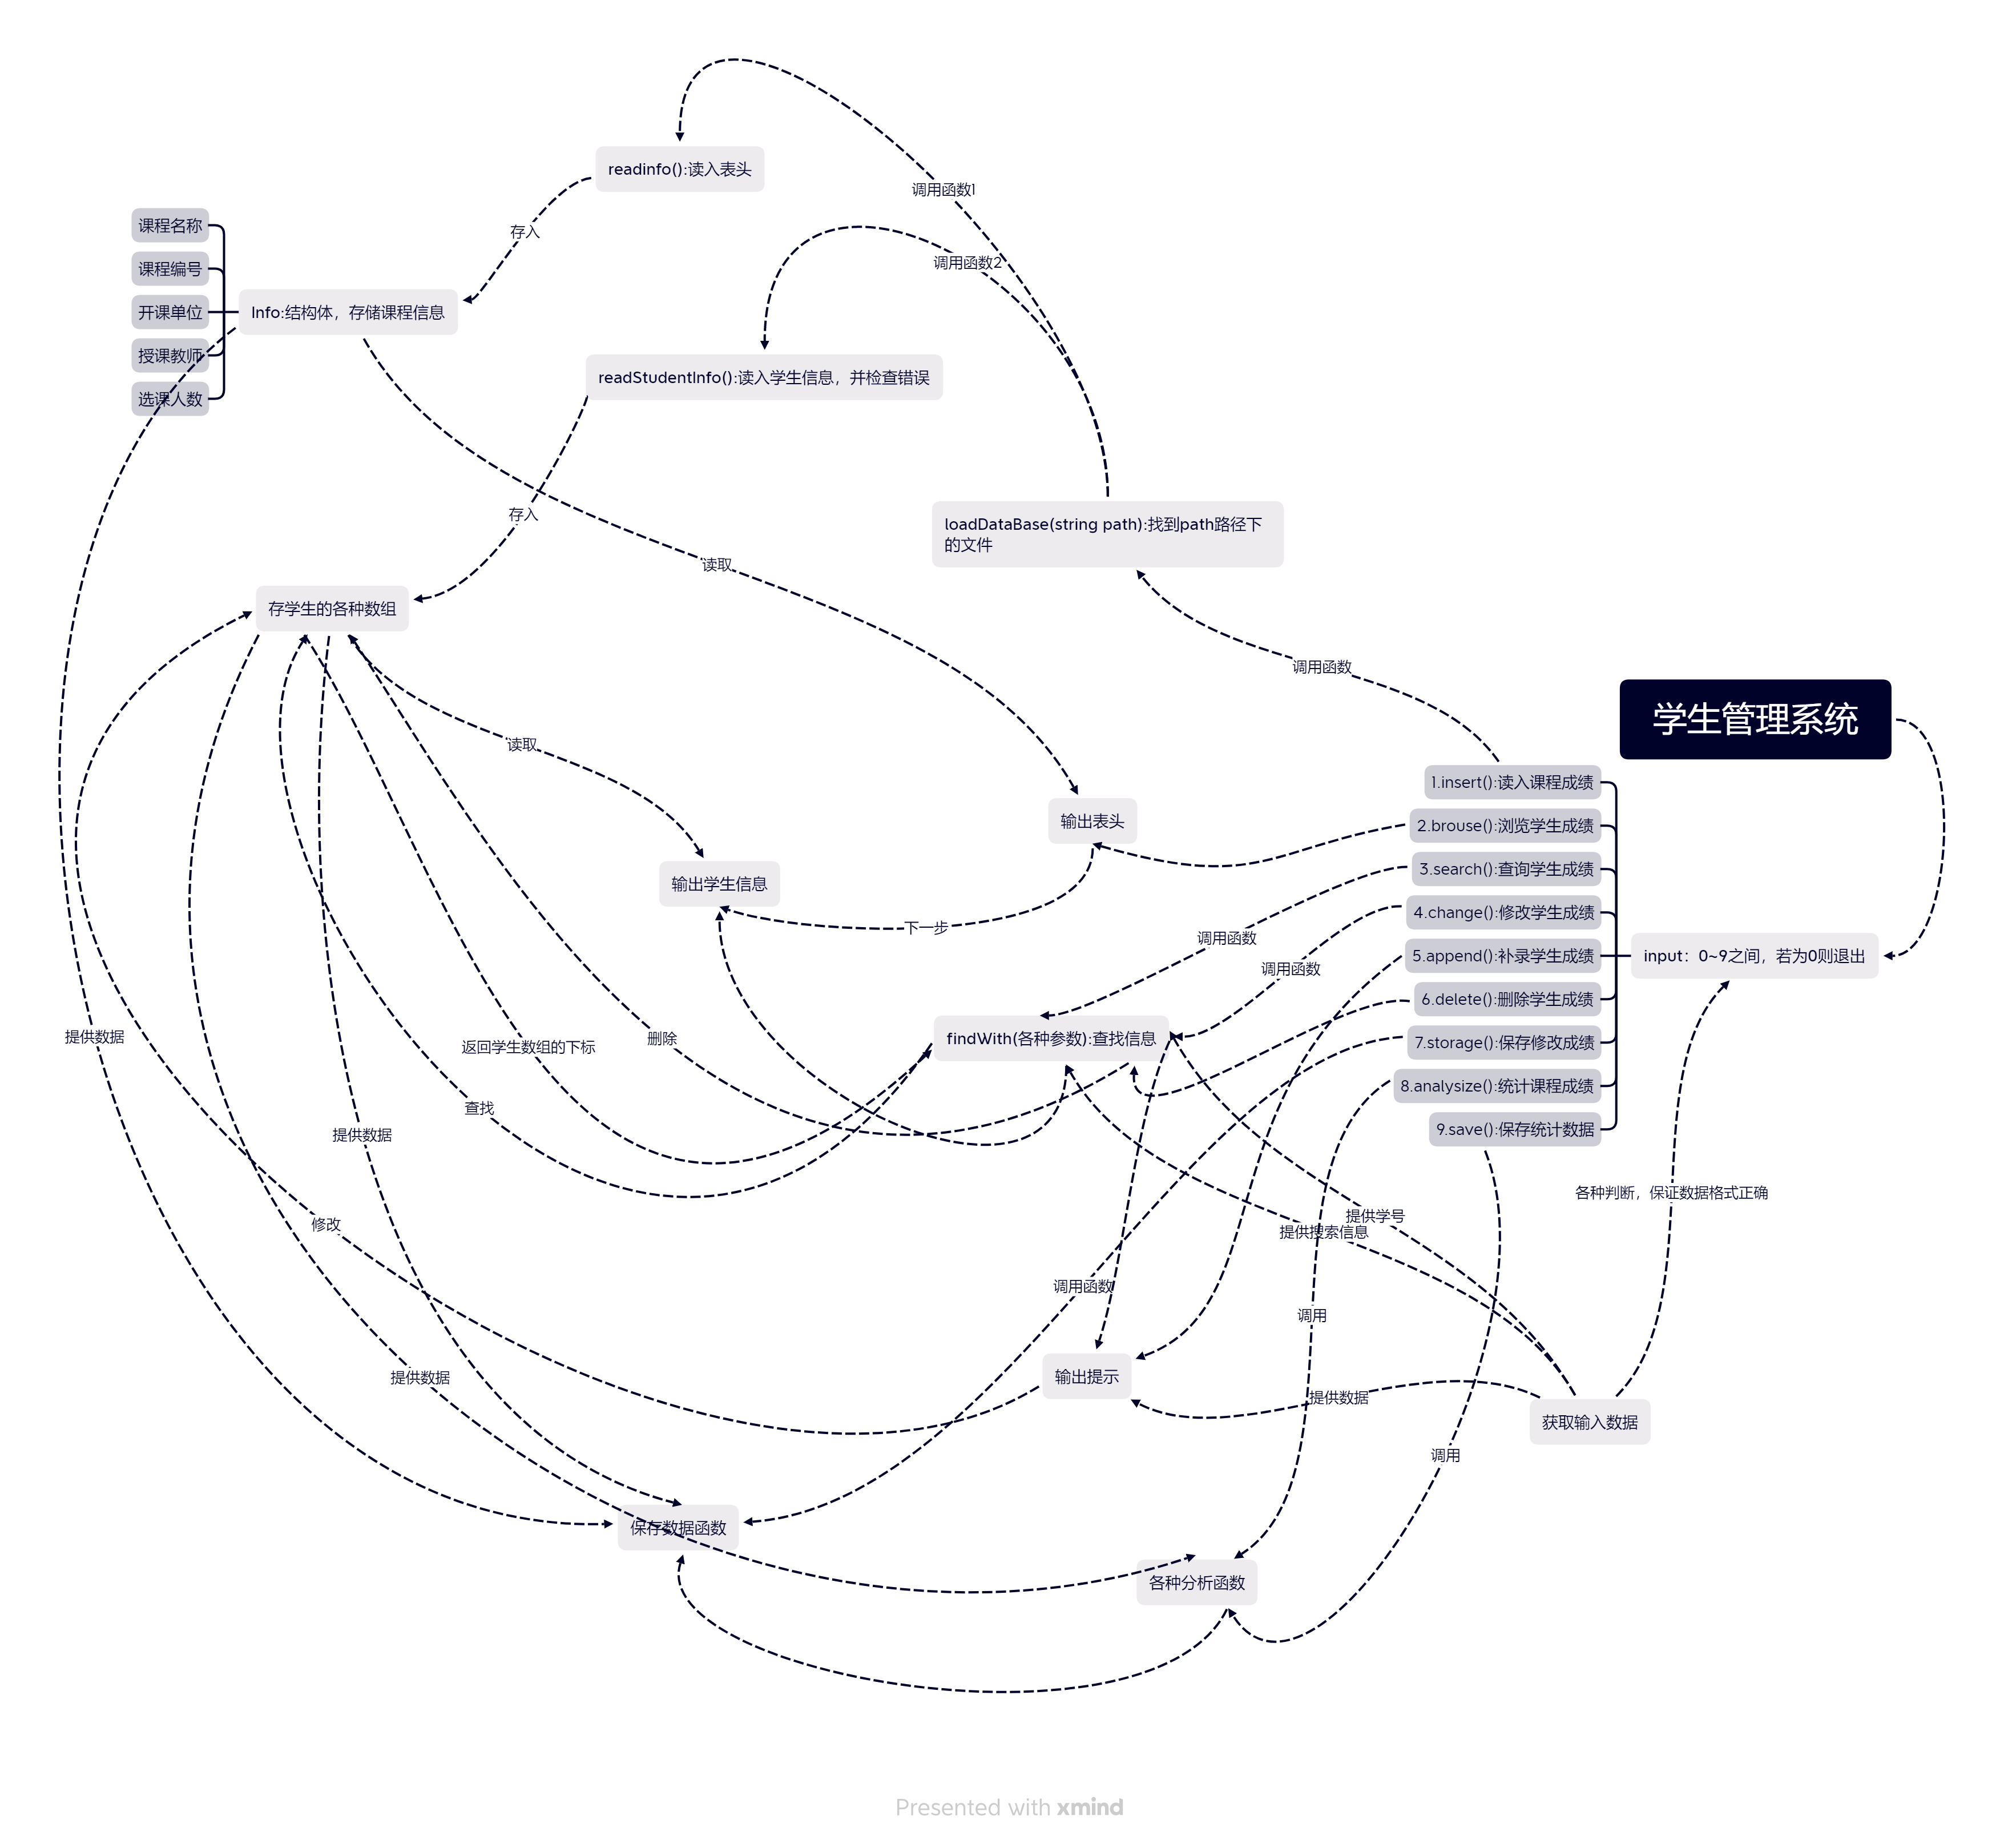 readinfo():读入表头
调用函数1
课程名称
存入
课程编号
调用函数2
开课单位
Info:结构体，存储课程信息
授课教师
readStudentInfo():读入学生信息，并检查错误
选课人数
存入
loadDataBase(string path):找到path路径下
的文件
读取
存学生的各种数组
调用函数
学生管理系统
读取
1.insert():读入课程成绩
输出表头
2.brouse():浏览学生成绩
3.search():查询学生成绩
输出学生信息
4.change():修改学生成绩
下一步
调用函数
5.append():补录学生成绩
input：0~9之间，若为0则退出
调用函数
6.delete():删除学生成绩
提供数据
返回学生数组的下标
删除
findWith(各种参数):查找信息
7.storage():保存修改成绩
8.analysize():统计课程成绩
查找
9.save():保存统计数据
提供数据
各种判断，保证数据格式正确
修改
提供学号
提供搜索信息
调用函数
调用
提供数据
输出提示
提供数据
获取输入数据
调用
保存数据函数
各种分析函数
Presented with xmind